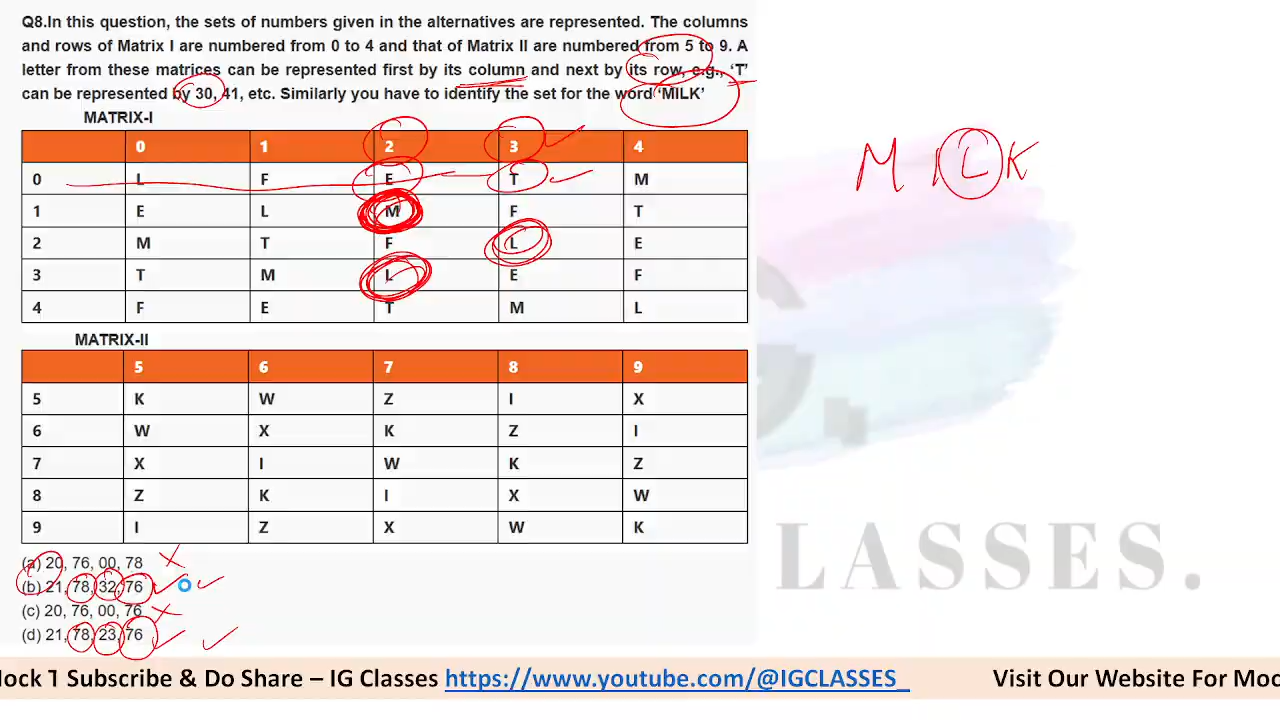 Q8.In this question, the sets of numbers given in the alternatives are represented. The columns
and rows of Matrix I are numbered from 0 to 4 and that of Matrix II are numbered from 5 to 9. A
letter from these matrices can be represented first by its column and next by its row, e.g., ‘T’
can be represented by 30, 41, etc. Similarly you have to identify the set for the word ‘MILK’
MATRIX-I
0 1 2 3 4
0 L F E T M
1 E L M F T
2 M T F L E
3 T M L E F
4 F E T M L
MATRIX-II
5 6 7 8 9
5 K W Z I X
6 W X K Z I
7 X I W K Z
8 Z K I X W
9 I Z X W K
(a) 20, 76, 00, 78
(b) 21, 78, 32, 76
(c) 20, 76, 00, 76
(d) 21, 78, 23, 76
M I L K
LASSES.
Mock 1 Subscribe & Do Share – IG Classes https://www.youtube.com/@IGCLASSES_ Visit Our Website For Moc